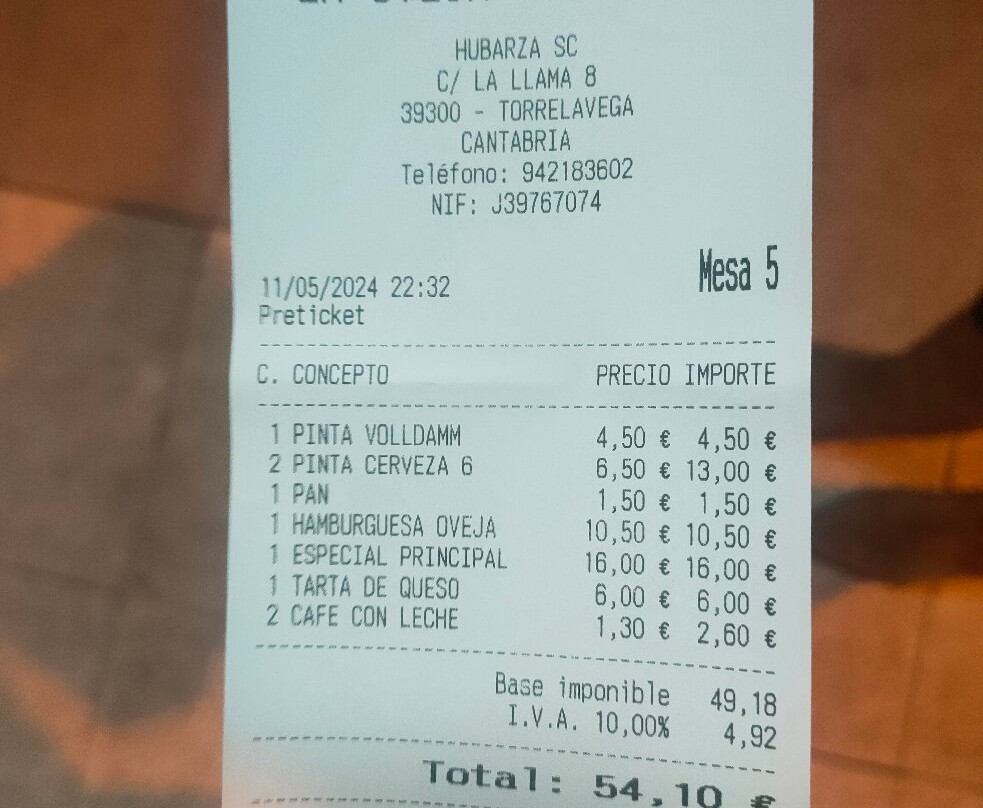 HUBARZA SC
C/ LA LLAMA 8
39300 - TORRELAVEGA
CANTABRIA
Teléfono: 942183602
NIF: J39767074
Mesa 5
11/05/2024 22:32
Preticket
C. CONCEPTO PRECIO IMPORTE
1 PINTA VOLLDAMM 4,50 € 4,50 €
2 PINTA CERVEZA 6 6,50 € 13,00 €
1 PAN 1,50 € 1,50 €
1 HAMBURGUESA OVEJA 10,50 € 10,50 €
1 ESPECIAL PRINCIPAL 16,00 € 16,00 €
1 TARTA DE QUESO 6,00 € 6,00 €
2 CAFE CON LECHE 1,30 € 2,60 €
Base imponible 49,18
I.V.A. 10,00% 4,92
Total: 54,10 €